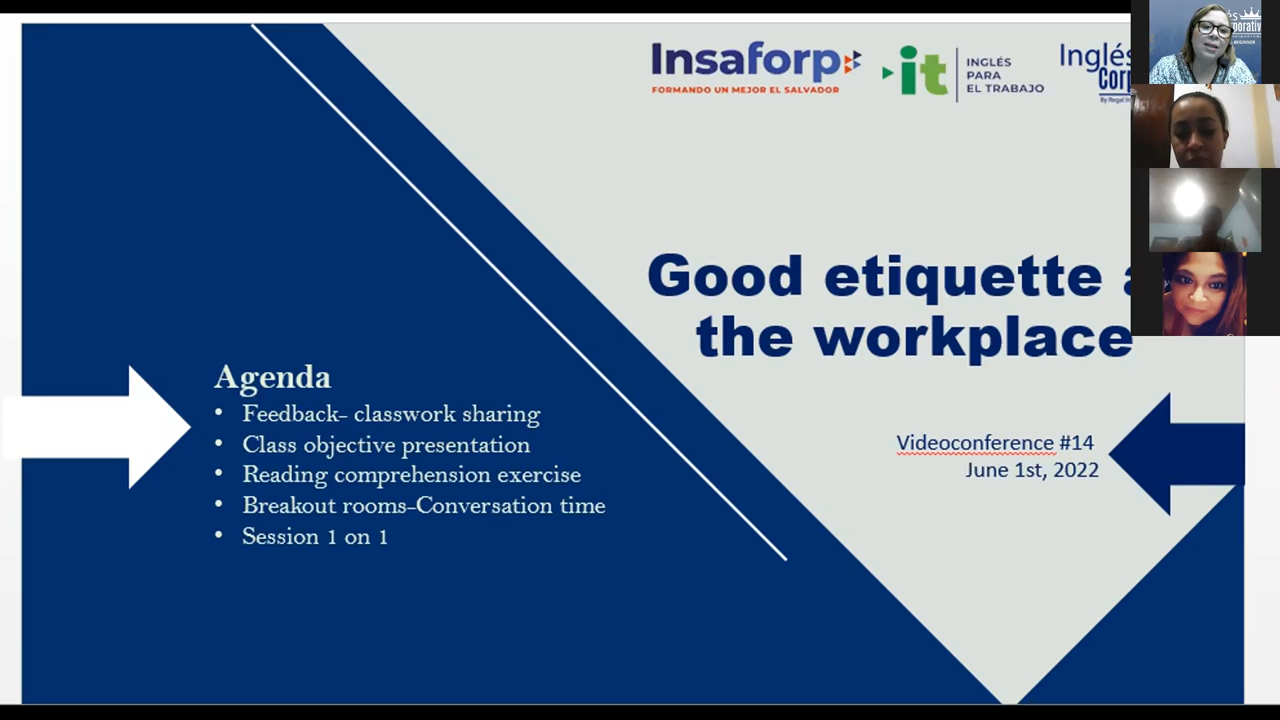 Insaforp
FORMANDO UN MEJOR EL SALVADOR
it
INGLÉS
PARA
EL TRABAJO
Inglés
Corp
Good etiquette a
the workplace
Agenda
• Feedback- classwork sharing
• Class objective presentation
• Reading comprehension exercise
• Breakout rooms-Conversation time
• Session 1 on 1
Videoconference #14
June 1st, 2022